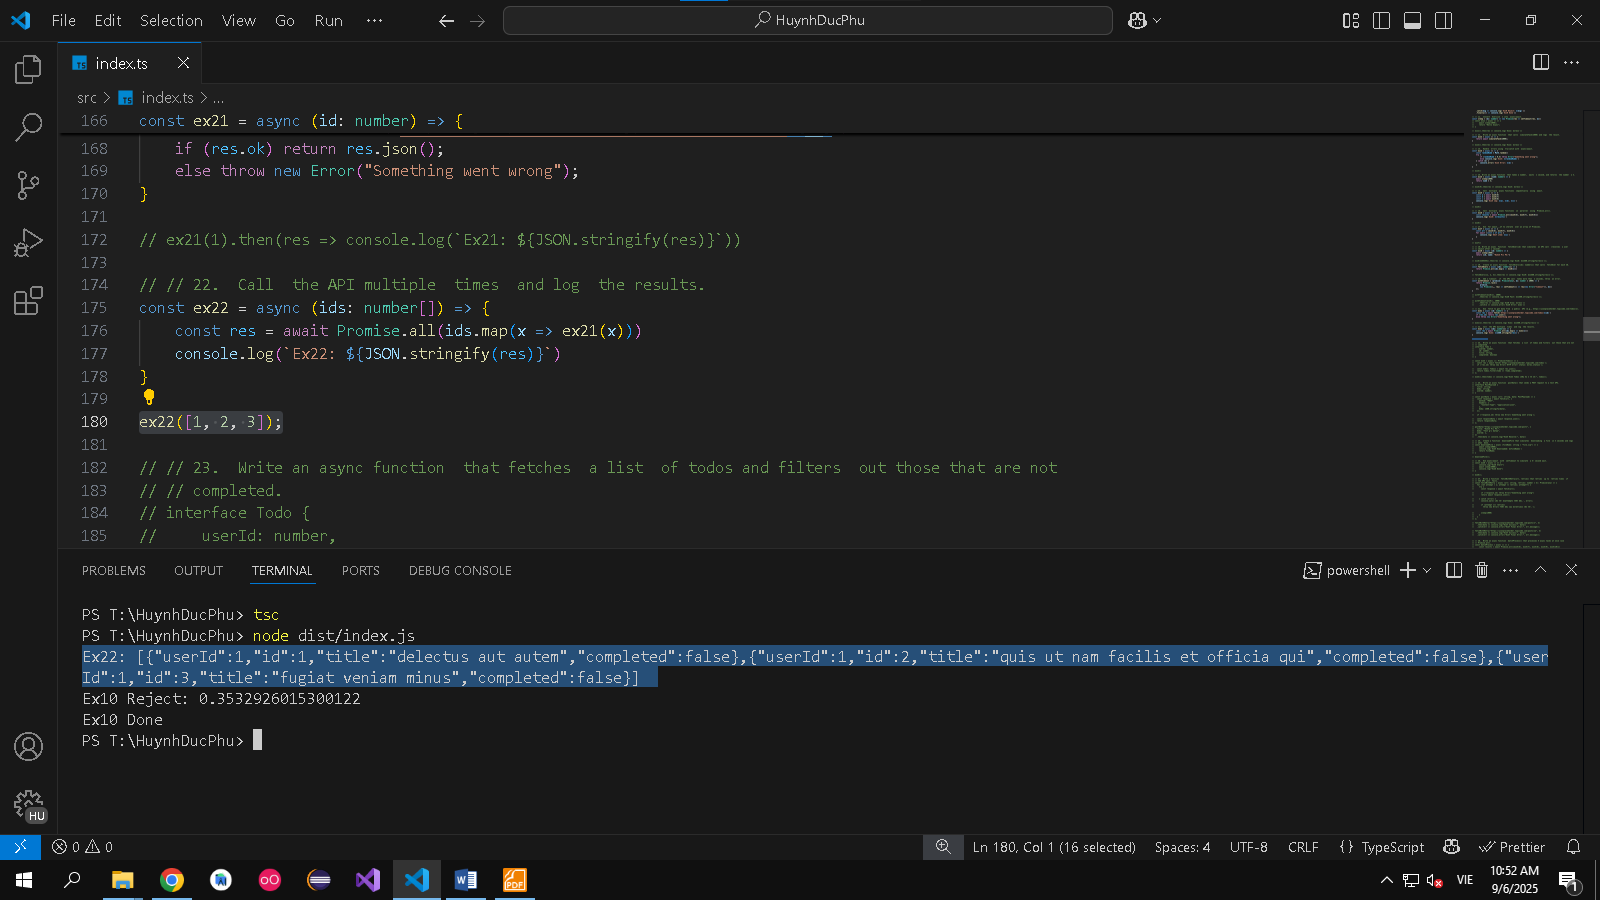 File Edit Selection View Go Run ···
HuynhDucPhu
TS index.ts
src > TS index.ts > ...
166 const ex21 = async (id: number) => {
168 if (res.ok) return res.json();
169 else throw new Error("Something went wrong");
170 }
171
172 // ex21(1).then(res => console.log(`Ex21: ${JSON.stringify(res)}`))
173
174 // // 22.  Call  the API multiple  times  and log  the results.
175 const ex22 = async (ids: number[]) => {
176 const res = await Promise.all(ids.map(x => ex21(x)))
177 console.log(`Ex22: ${JSON.stringify(res)}`)
178 }
179
180 ex22([1, 2, 3]);
181
182 // // 23.  Write an async function  that fetches  a list  of todos and filters  out those that are not
183 // // completed.
184 // interface Todo {
185 //     userId: number,
PROBLEMS OUTPUT TERMINAL PORTS DEBUG CONSOLE
powershell
PS T:\HuynhDucPhu> tsc
PS T:\HuynhDucPhu> node dist/index.js
Ex22: [{"userId":1,"id":1,"title":"delectus aut autem","completed":false},{"userId":1,"id":2,"title":"quis ut nam facilis et officia qui","completed":false},{"user
Id":1,"id":3,"title":"fugiat veniam minus","completed":false}]
Ex10 Reject: 0.3532926015300122
Ex10 Done
PS T:\HuynhDucPhu>
HU
0 0 Ln 180, Col 1 (16 selected) Spaces: 4 UTF-8 CRLF {} TypeScript Prettier
VIE 10:52 AM
9/6/2025
1